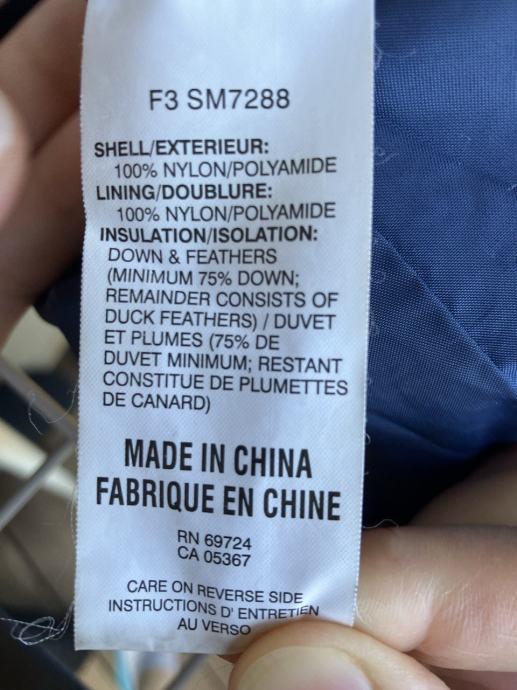 F3 SM7288
SHELL/EXTERIEUR:
100% NYLON/POLYAMIDE
LINING/DOUBLURE:
100% NYLON/POLYAMIDE
INSULATION/ISOLATION:
DOWN & FEATHERS
(MINIMUM 75% DOWN;
REMAINDER CONSISTS OF
DUCK FEATHERS) / DUVET
ET PLUMES (75% DE
DUVET MINIMUM; RESTANT
CONSTITUE DE PLUMETTES
DE CANARD)
MADE IN CHINA
FABRIQUE EN CHINE
RN 69724
CA 05367
CARE ON REVERSE SIDE
INSTRUCTIONS D' ENTRETIEN
AU VERSO